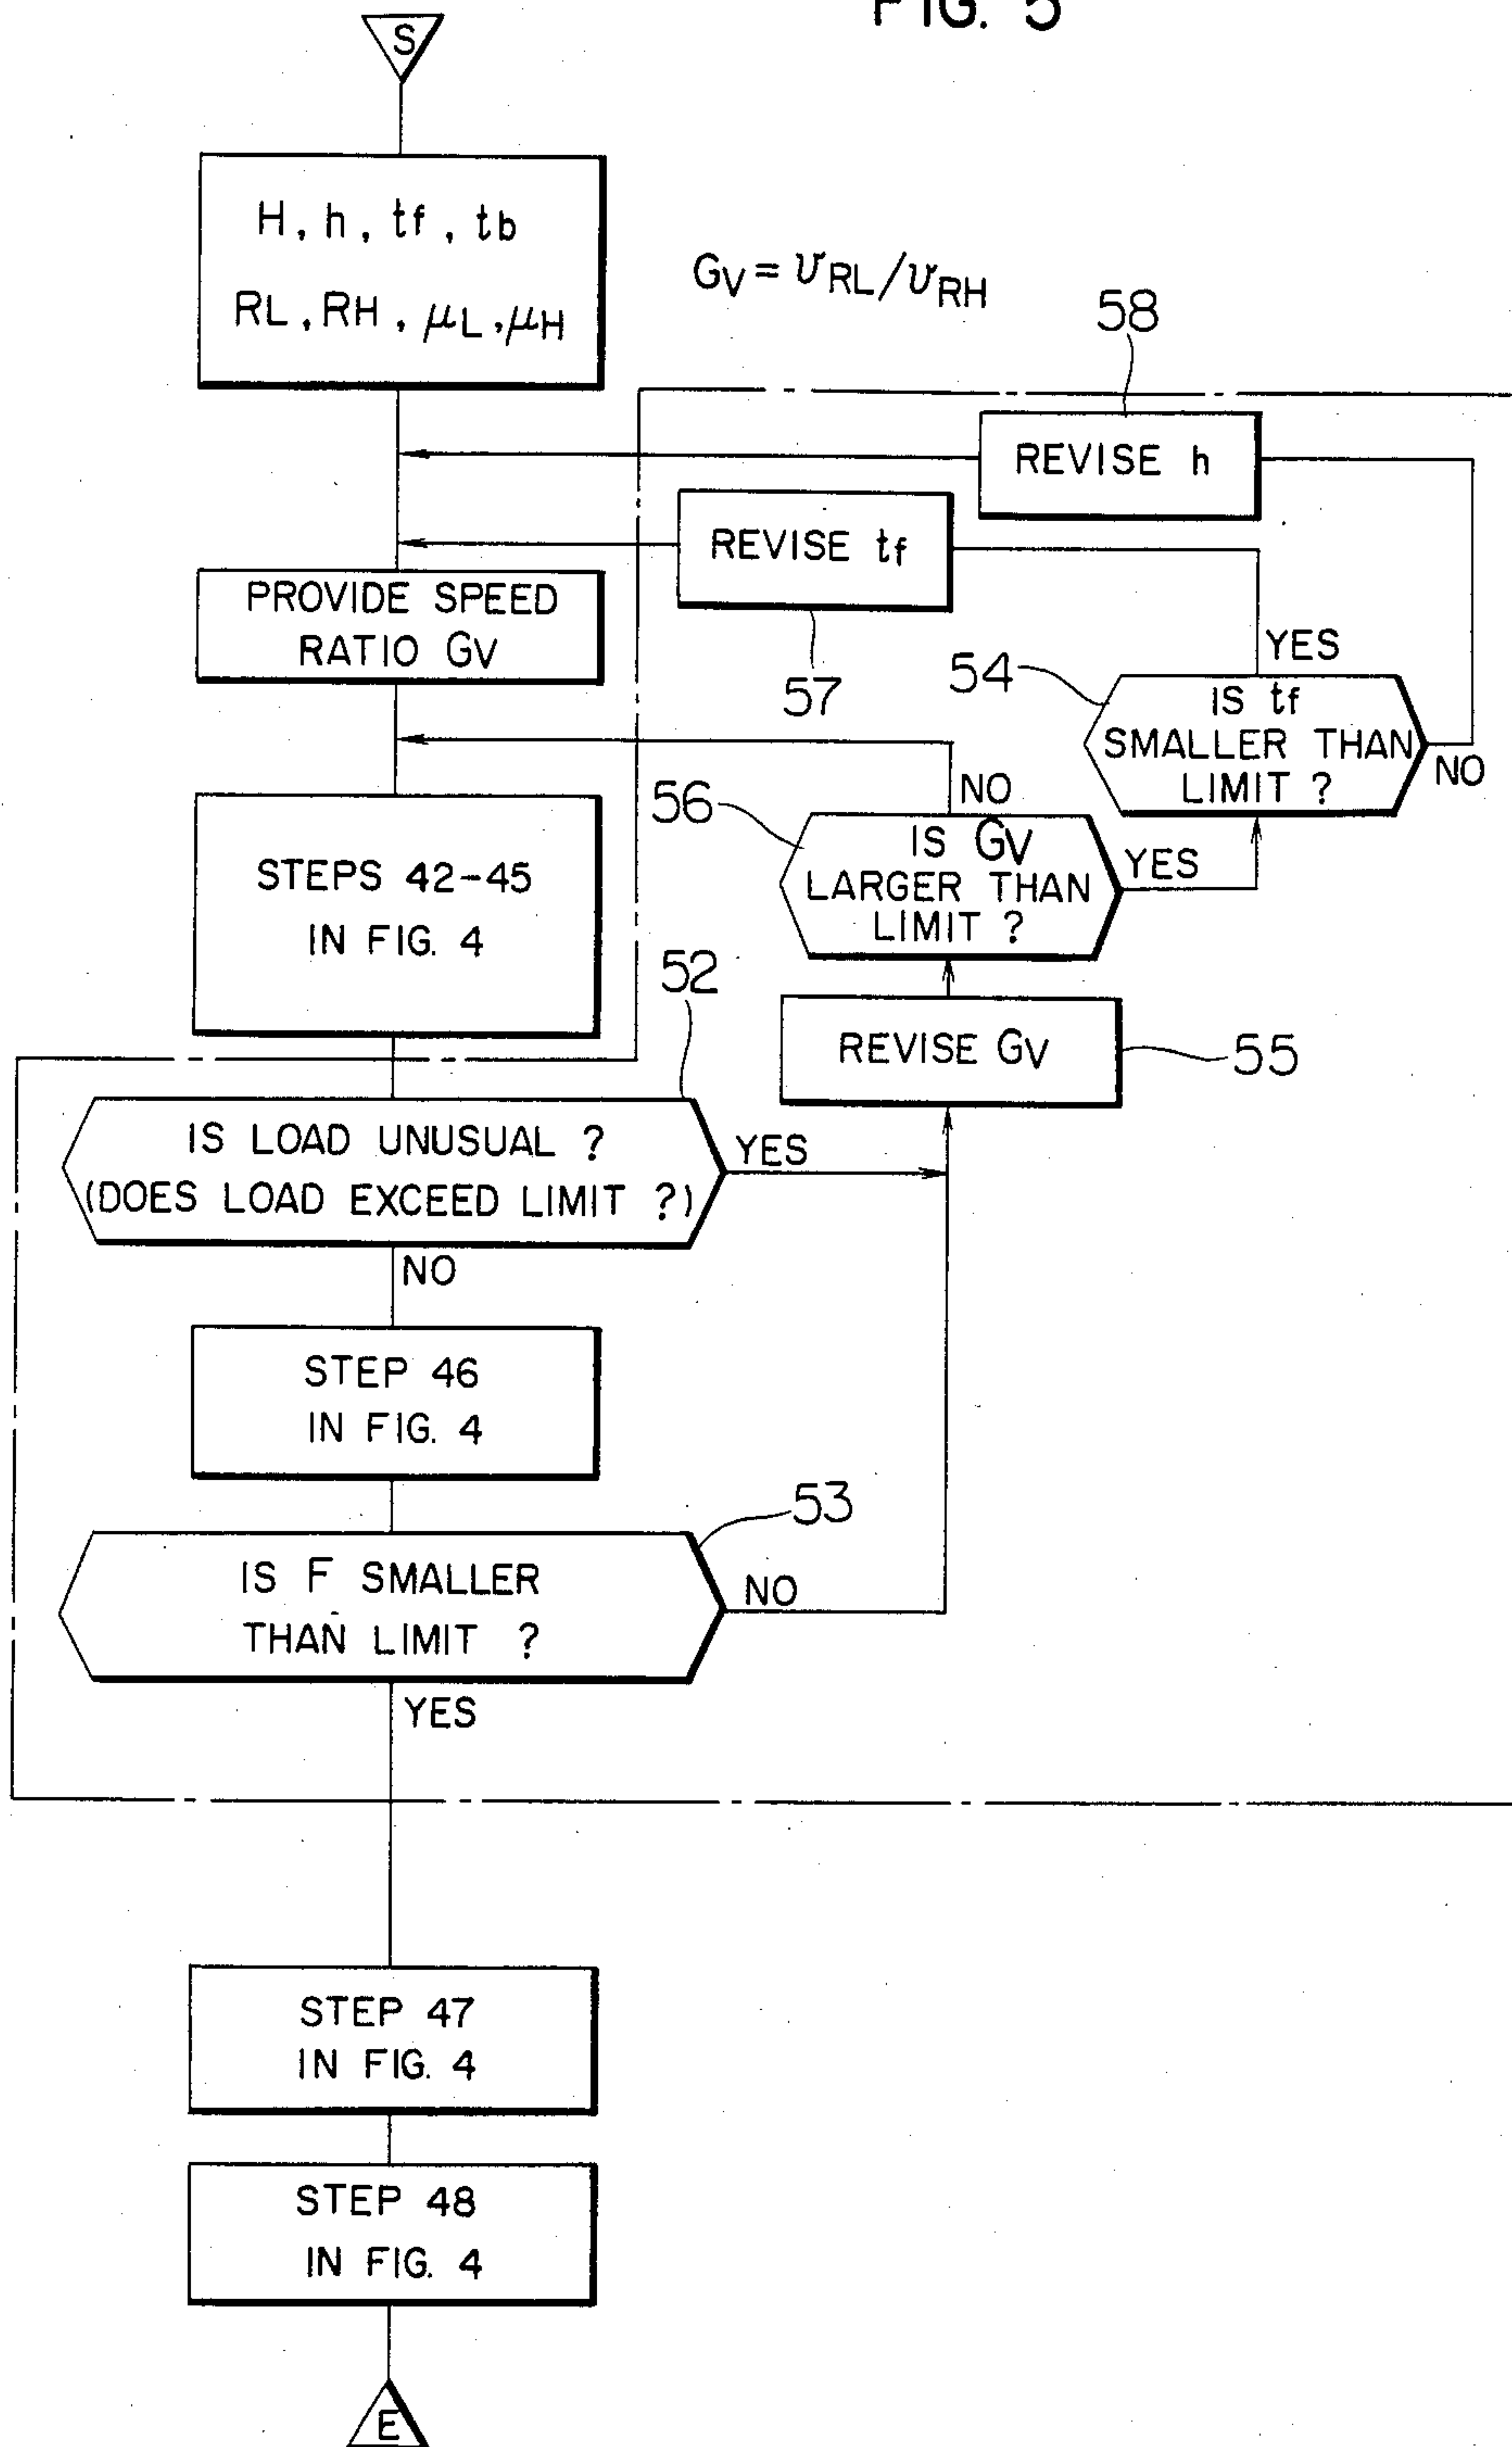 FIG. 5
S
H, h, tf, tb
RL, RH, μL, μH
GV = VRL/VRH
58
REVISE h
REVISE tf
PROVIDE SPEED
RATIO GV
57
54
YES
IS tf
SMALLER THAN
LIMIT ?
NO
56
NO
IS GV
LARGER THAN
LIMIT ?
YES
STEPS 42-45
IN FIG. 4
52
REVISE GV
55
IS LOAD UNUSUAL ?
(DOES LOAD EXCEED LIMIT ?)
YES
NO
STEP 46
IN FIG. 4
53
IS F SMALLER
THAN LIMIT ?
NO
YES
STEP 47
IN FIG. 4
STEP 48
IN FIG. 4
E